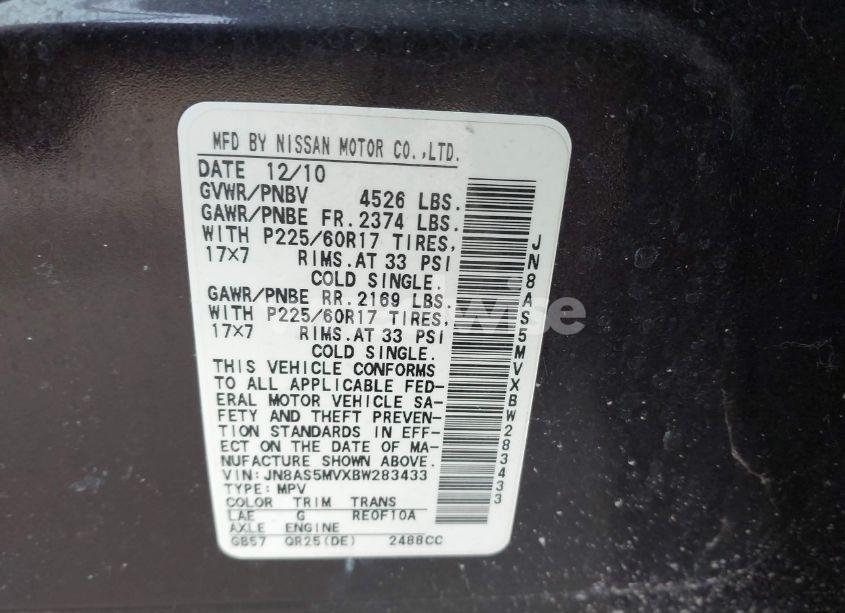 MFD BY NISSAN MOTOR CO.,LTD.
DATE 12/10
GVWR/PNBV 4526 LBS.
GAWR/PNBE FR. 2374 LBS.
WITH P225/60R17 TIRES,
17×7 RIMS.AT 33 PSI
COLD SINGLE.
GAWR/PNBE RR. 2169 LBS.
WITH P225/60R17 TIRES,
17×7 RIMS.AT 33 PSI
COLD SINGLE.
THIS VEHICLE CONFORMS
TO ALL APPLICABLE FED-
ERAL MOTOR VEHICLE SA-
FETY AND THEFT PREVEN-
TION STANDARDS IN EFF-
ECT ON THE DATE OF MA-
NUFACTURE SHOWN ABOVE.
VIN:JN8AS5MVXBW283433
TYPE:MPV
COLOR TRIM TRANS
LAE G RE0F10A
AXLE ENGINE
GB57 QR25(DE) 2488CC
JN8AS5MVXBW283433